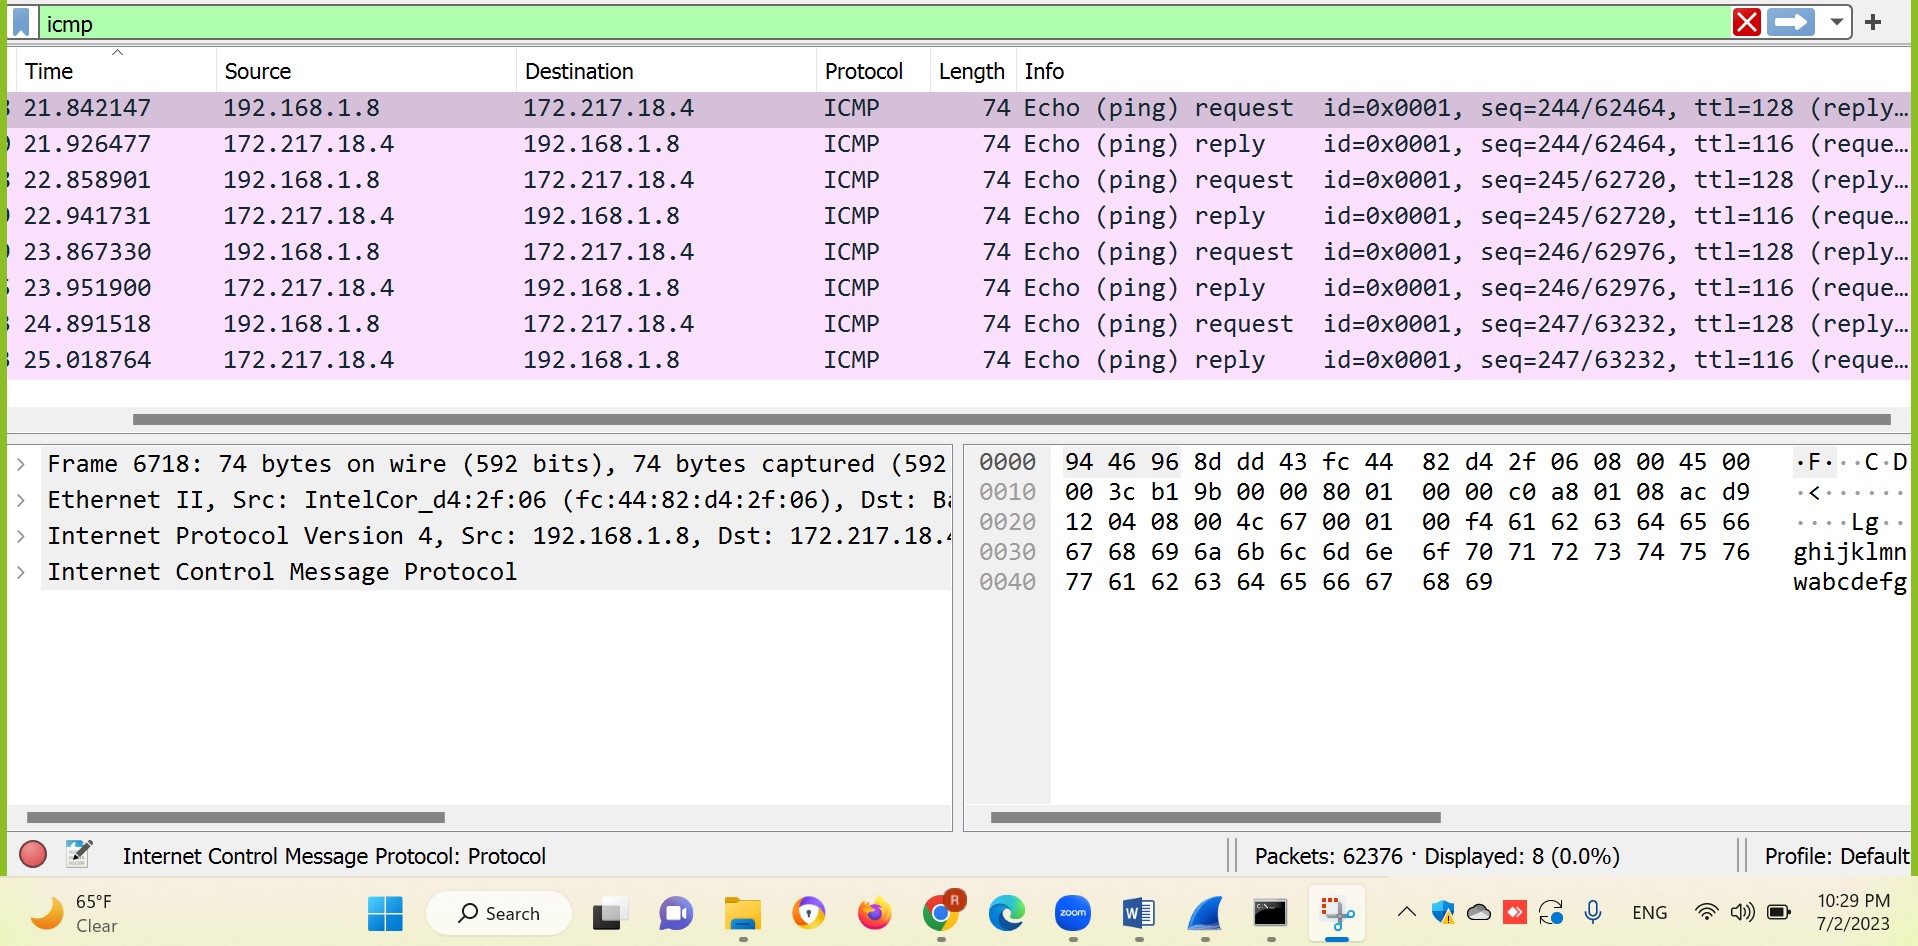 icmp
Time Source Destination Protocol Length Info
21.842147 192.168.1.8 172.217.18.4 ICMP 74 Echo (ping) request id=0x0001, seq=244/62464, ttl=128 (reply…
21.926477 172.217.18.4 192.168.1.8 ICMP 74 Echo (ping) reply id=0x0001, seq=244/62464, ttl=116 (reque…
22.858901 192.168.1.8 172.217.18.4 ICMP 74 Echo (ping) request id=0x0001, seq=245/62720, ttl=128 (reply…
22.941731 172.217.18.4 192.168.1.8 ICMP 74 Echo (ping) reply id=0x0001, seq=245/62720, ttl=116 (reque…
23.867330 192.168.1.8 172.217.18.4 ICMP 74 Echo (ping) request id=0x0001, seq=246/62976, ttl=128 (reply…
23.951900 172.217.18.4 192.168.1.8 ICMP 74 Echo (ping) reply id=0x0001, seq=246/62976, ttl=116 (reque…
24.891518 192.168.1.8 172.217.18.4 ICMP 74 Echo (ping) request id=0x0001, seq=247/63232, ttl=128 (reply…
25.018764 172.217.18.4 192.168.1.8 ICMP 74 Echo (ping) reply id=0x0001, seq=247/63232, ttl=116 (reque…
Frame 6718: 74 bytes on wire (592 bits), 74 bytes captured (592
Ethernet II, Src: IntelCor_d4:2f:06 (fc:44:82:d4:2f:06), Dst: Ba
Internet Protocol Version 4, Src: 192.168.1.8, Dst: 172.217.18.4
Internet Control Message Protocol
0000 94 46 96 8d dd 43 fc 44 82 d4 2f 06 08 00 45 00 ·F···C·D
0010 00 3c b1 9b 00 00 80 01 00 00 c0 a8 01 08 ac d9 ·<······
0020 12 04 08 00 4c 67 00 01 00 f4 61 62 63 64 65 66 ····Lg··
0030 67 68 69 6a 6b 6c 6d 6e 6f 70 71 72 73 74 75 76 ghijklmn
0040 77 61 62 63 64 65 66 67 68 69 wabcdefg
Internet Control Message Protocol: Protocol
Packets: 62376 · Displayed: 8 (0.0%)
Profile: Default
65°F
Clear
Search
R
zoom
ENG
10:29 PM
7/2/2023